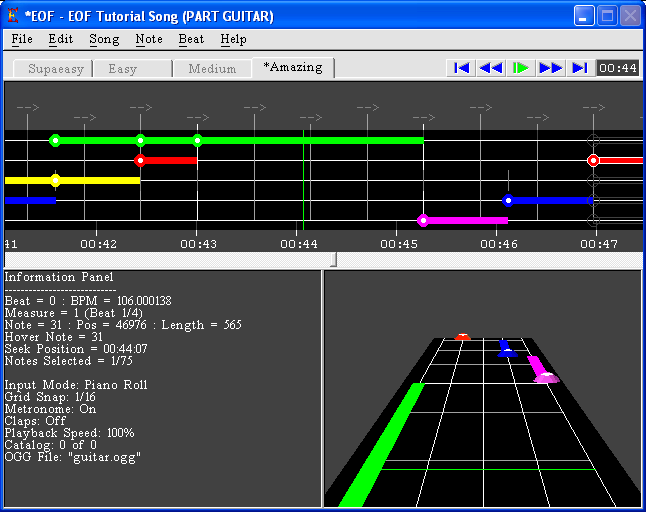 *EOF - EOF Tutorial Song (PART GUITAR)
File Edit Song Note Beat Help
Supaeasy Easy Medium *Amazing 00:44
--> --> --> --> --> --> --> --> --> --> -->
41 00:42 00:43 00:44 00:45 00:46 00:47
Information Panel
----------------------------
Beat = 0 : BPM = 106.000138
Measure = 1 (Beat 1/4)
Note = 31 : Pos = 46976 : Length = 565
Hover Note = 31
Seek Position = 00:44:07
Notes Selected = 1/75
Input Mode: Piano Roll
Grid Snap: 1/16
Metronome: On
Claps: Off
Playback Speed: 100%
Catalog: 0 of 0
OGG File: "guitar.ogg"